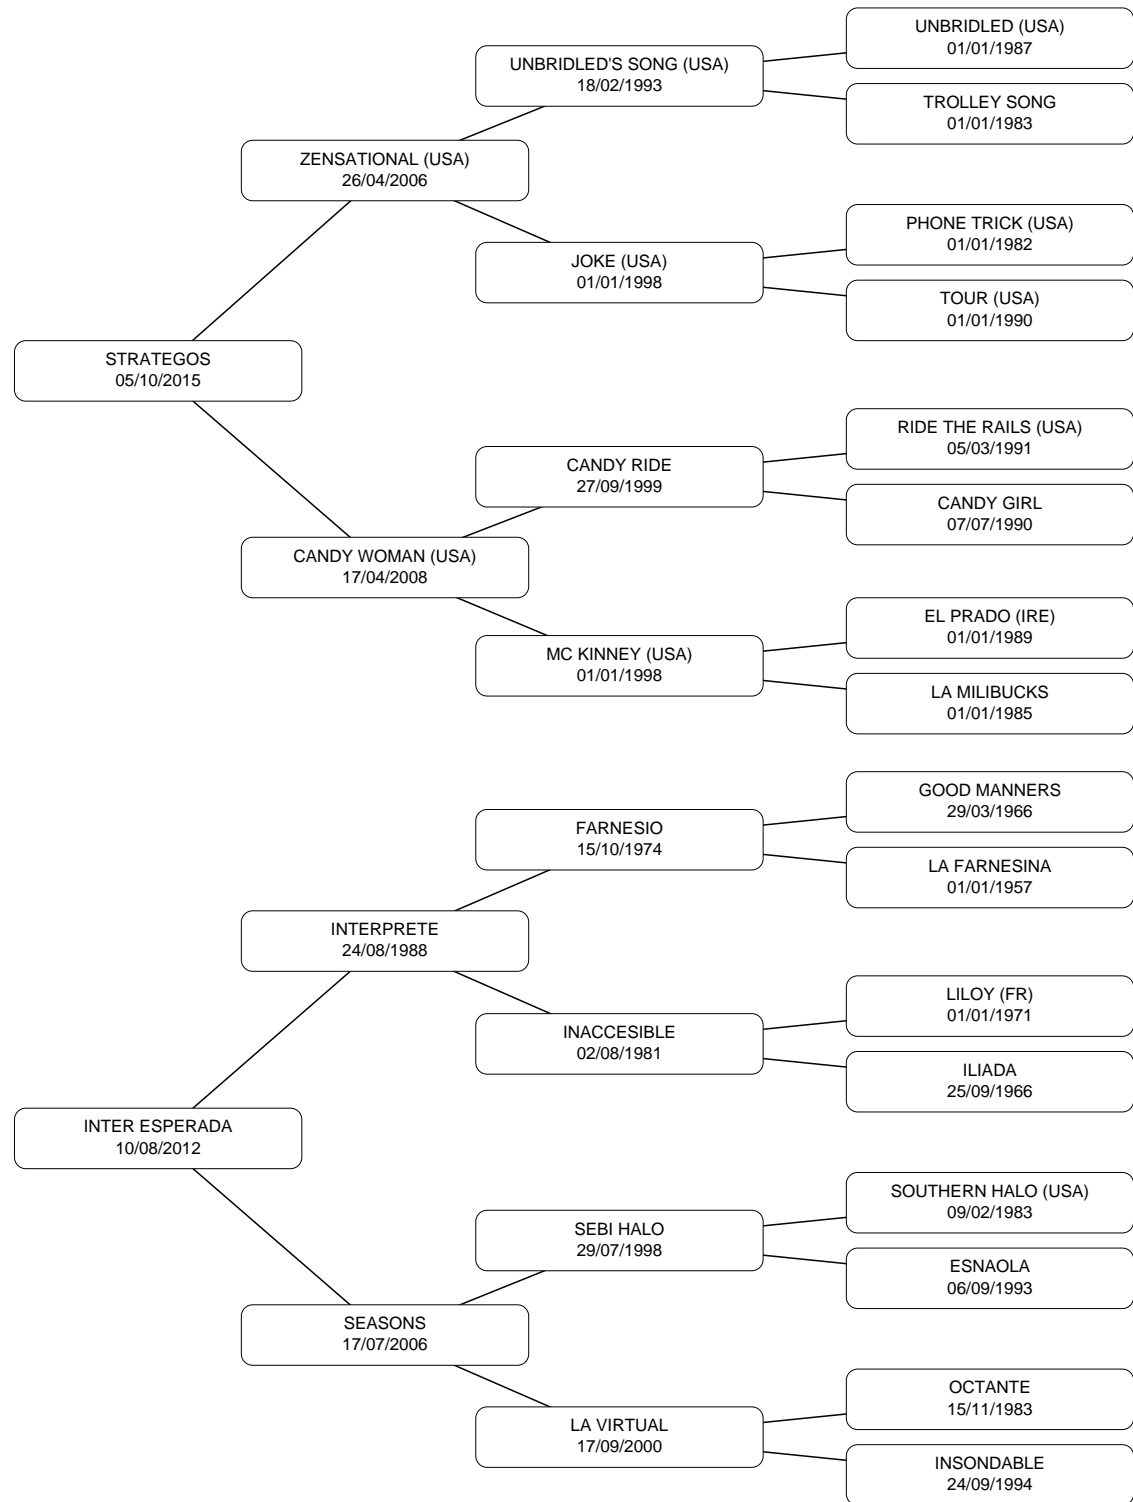 UNBRIDLED (USA)
01/01/1987
UNBRIDLED'S SONG (USA)
18/02/1993
TROLLEY SONG
01/01/1983
ZENSATIONAL (USA)
26/04/2006
PHONE TRICK (USA)
01/01/1982
JOKE (USA)
01/01/1998
TOUR (USA)
01/01/1990
STRATEGOS
05/10/2015
RIDE THE RAILS (USA)
05/03/1991
CANDY RIDE
27/09/1999
CANDY GIRL
07/07/1990
CANDY WOMAN (USA)
17/04/2008
EL PRADO (IRE)
01/01/1989
MC KINNEY (USA)
01/01/1998
LA MILIBUCKS
01/01/1985
GOOD MANNERS
29/03/1966
FARNESIO
15/10/1974
LA FARNESINA
01/01/1957
INTERPRETE
24/08/1988
LILOY (FR)
01/01/1971
INACCESIBLE
02/08/1981
ILIADA
25/09/1966
INTER ESPERADA
10/08/2012
SOUTHERN HALO (USA)
09/02/1983
SEBI HALO
29/07/1998
ESNAOLA
06/09/1993
SEASONS
17/07/2006
OCTANTE
15/11/1983
LA VIRTUAL
17/09/2000
INSONDABLE
24/09/1994